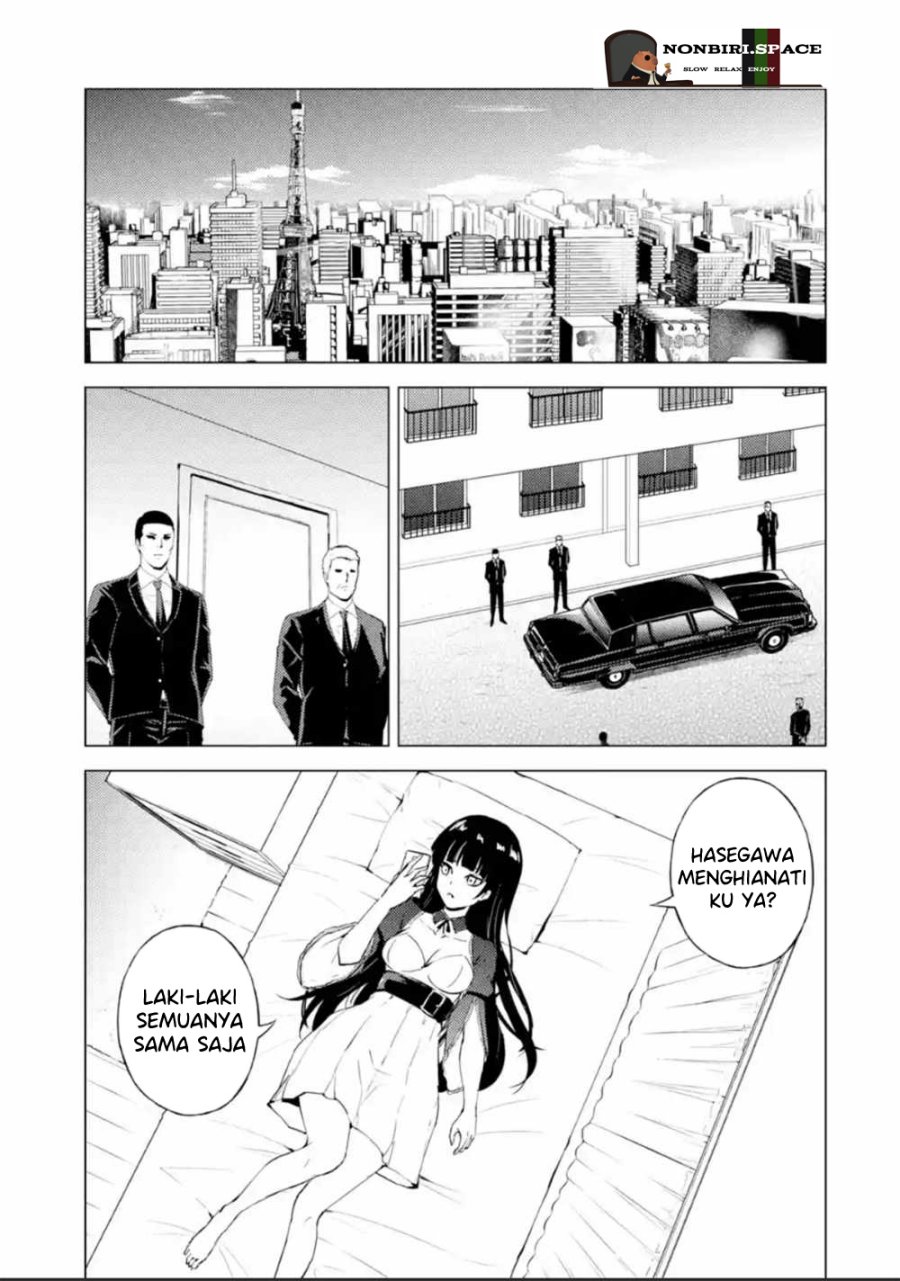 NONBIRI.SPACE
SLOW RELAX ENJOY
HASEGAWA
MENGHIANATI
KU YA?
LAKI-LAKI
SEMUANYA
SAMA SAJA